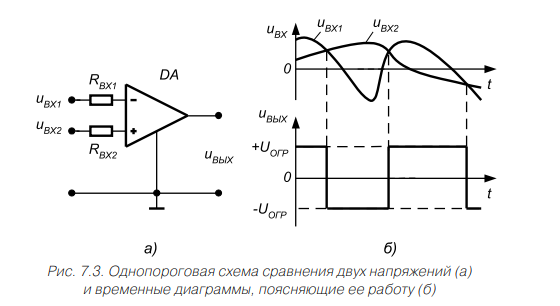 R_ВХ1
DA
u_ВХ1
u_ВХ2
-
+
R_ВХ2
u_ВЫХ
а)
u_ВХ
u_ВХ1
u_ВХ2
0
t
u_ВЫХ
+U_ОГР
0
t
-U_ОГР
б)
Рис. 7.3. Однопороговая схема сравнения двух напряжений (а)
и временные диаграммы, поясняющие ее работу (б)